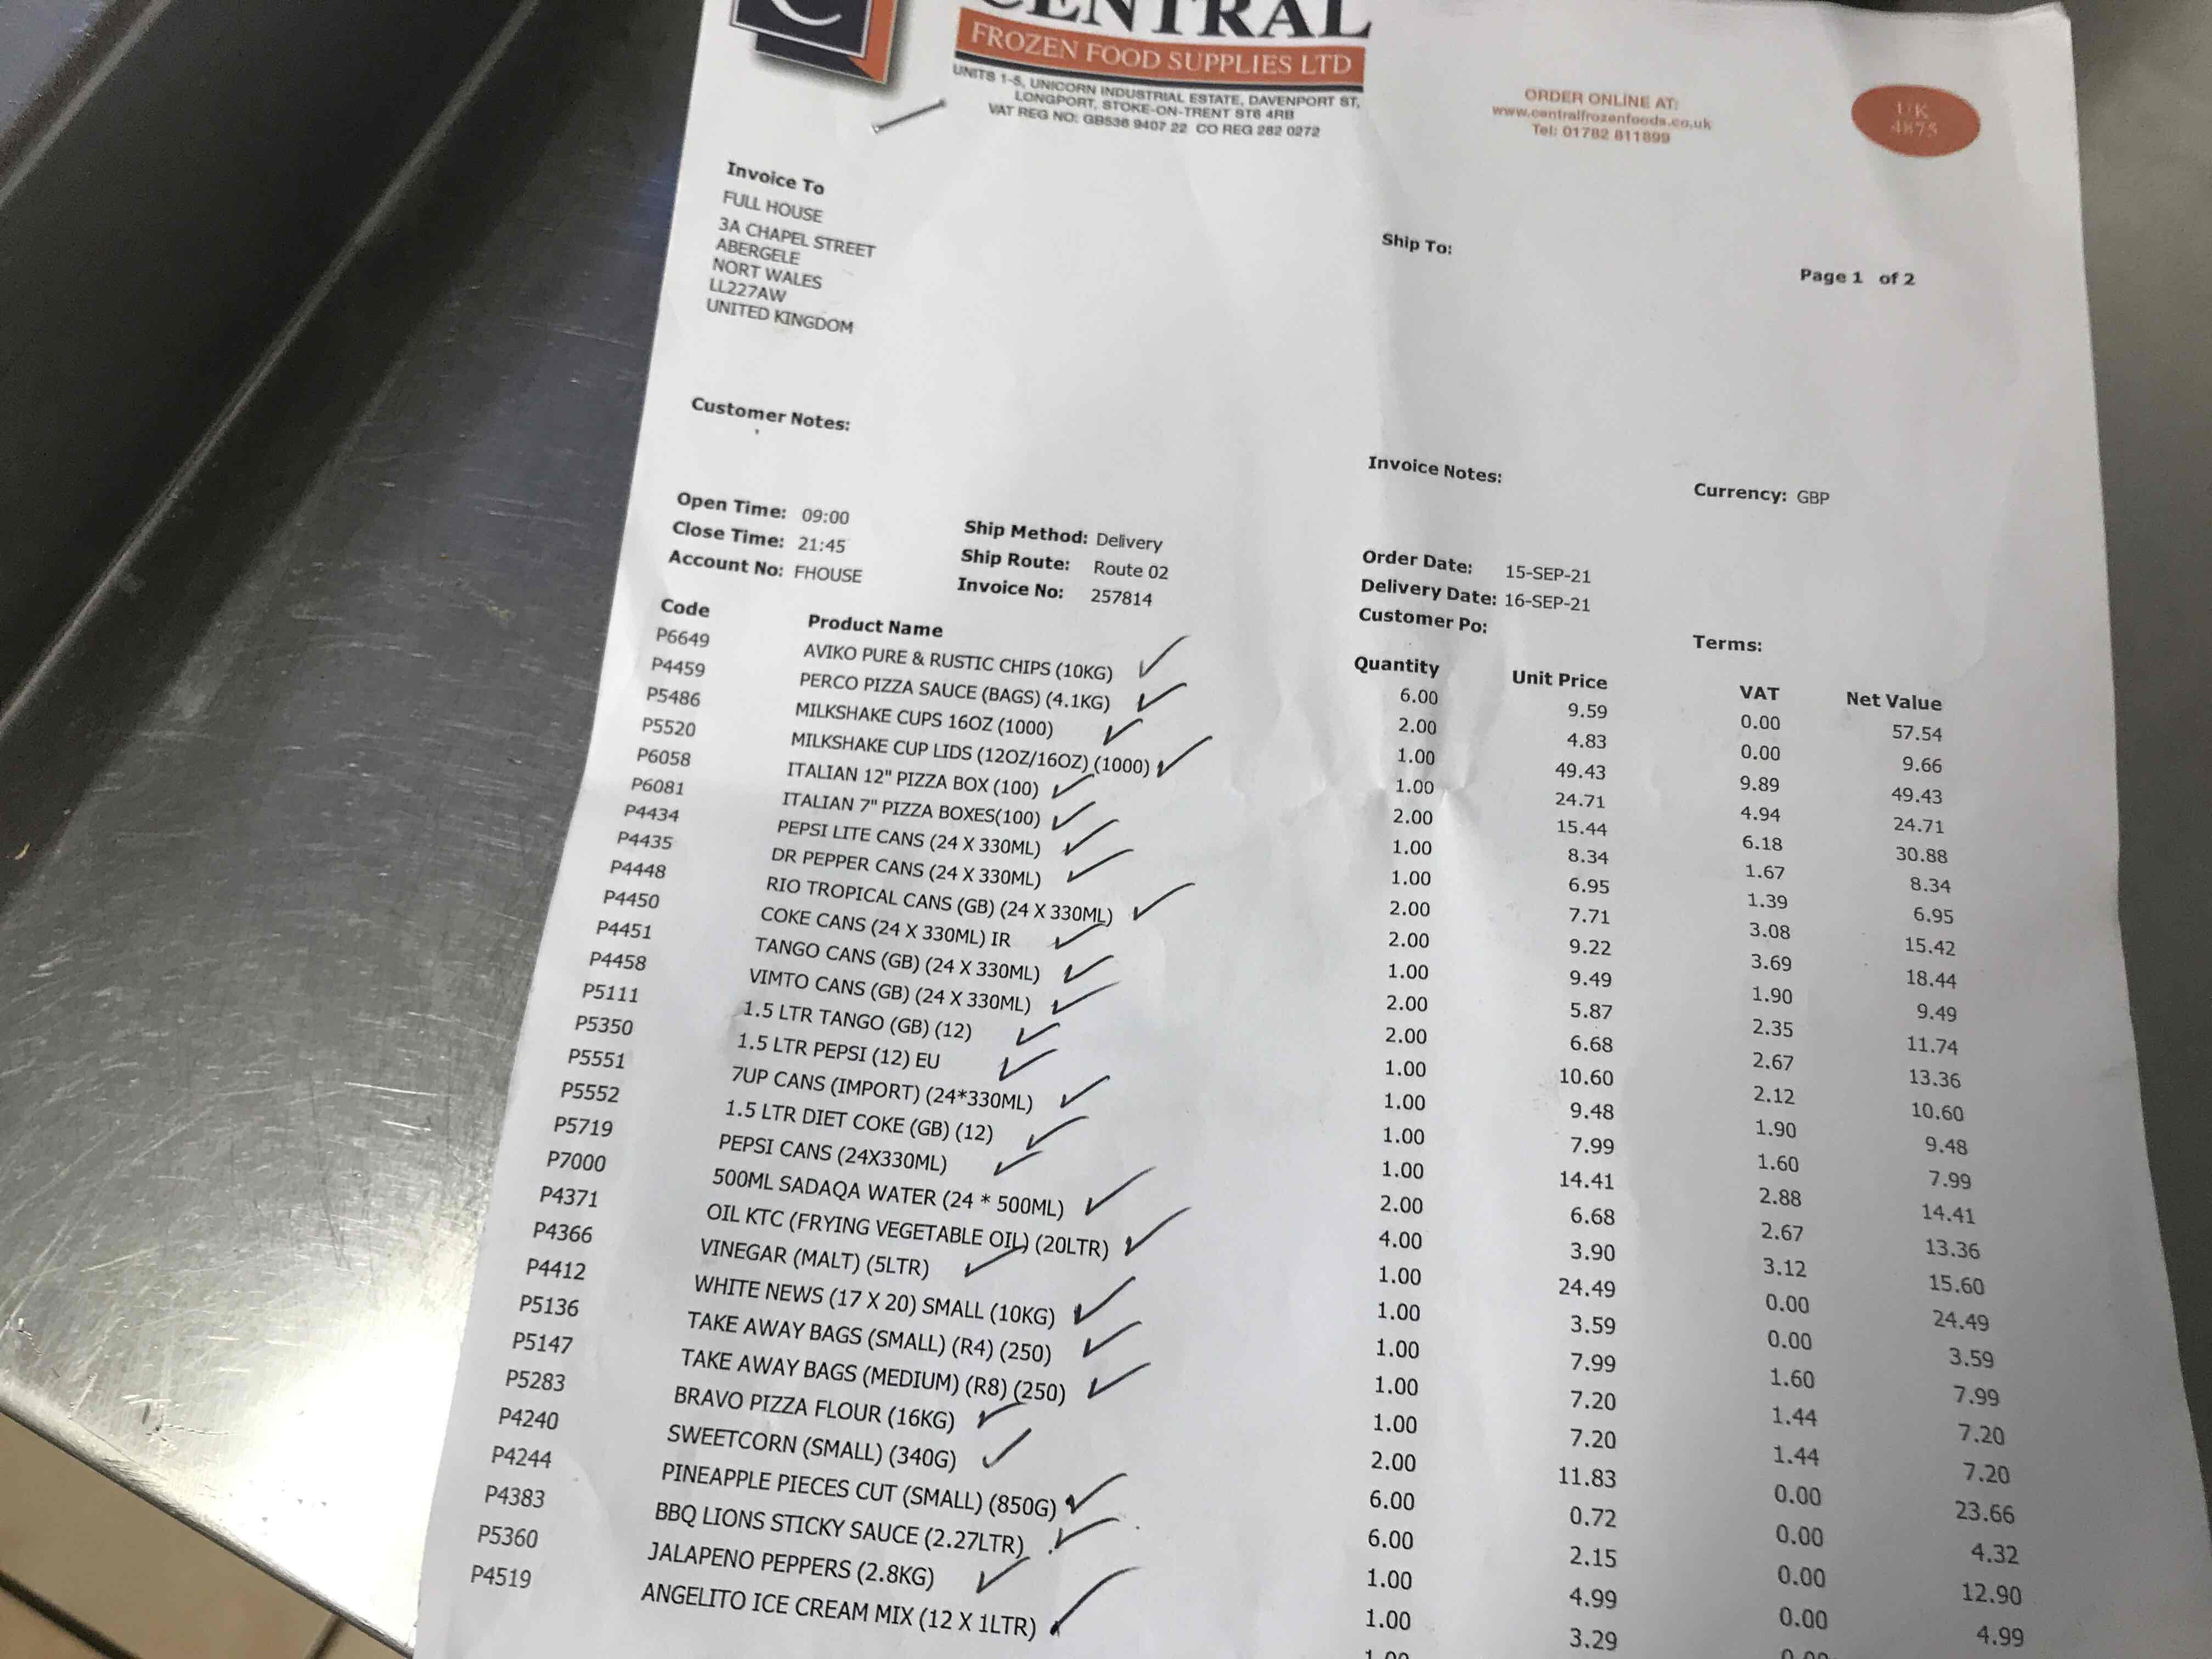 CENTRAL
FROZEN FOOD SUPPLIES LTD
UNITS 1-5, UNICORN INDUSTRIAL ESTATE, DAVENPORT ST,
LONGPORT, STOKE-ON-TRENT ST6 4RB
VAT REG NO: GB536 9407 22 CO REG 282 0272
ORDER ONLINE AT:
www.centralfrozenfoods.co.uk
Tel: 01782 811899
UK
4875
Invoice To
FULL HOUSE
3A CHAPEL STREET
ABERGELE
NORT WALES
LL227AW
UNITED KINGDOM
Ship To:
Page 1 of 2
Customer Notes:
Invoice Notes:
Currency: GBP
Open Time: 09:00
Close Time: 21:45
Account No: FHOUSE
Ship Method: Delivery
Ship Route: Route 02
Invoice No: 257814
Order Date: 15-SEP-21
Delivery Date: 16-SEP-21
Customer Po:
Terms:
Code Product Name Quantity Unit Price VAT Net Value
P6649 AVIKO PURE & RUSTIC CHIPS (10KG) 6.00 9.59 0.00 57.54
P4459 PERCO PIZZA SAUCE (BAGS) (4.1KG) 2.00 4.83 0.00 9.66
P5486 MILKSHAKE CUPS 16OZ (1000) 1.00 49.43 9.89 49.43
P5520 MILKSHAKE CUP LIDS (12OZ/16OZ) (1000) 1.00 24.71 4.94 24.71
P6058 ITALIAN 12" PIZZA BOX (100) 2.00 15.44 6.18 30.88
P6081 ITALIAN 7" PIZZA BOXES(100) 1.00 8.34 1.67 8.34
P4434 PEPSI LITE CANS (24 X 330ML) 1.00 6.95 1.39 6.95
P4435 DR PEPPER CANS (24 X 330ML) 2.00 7.71 3.08 15.42
P4448 RIO TROPICAL CANS (GB) (24 X 330ML) 2.00 9.22 3.69 18.44
P4450 COKE CANS (24 X 330ML) IR 1.00 9.49 1.90 9.49
P4451 TANGO CANS (GB) (24 X 330ML) 2.00 5.87 2.35 11.74
P4458 VIMTO CANS (GB) (24 X 330ML) 2.00 6.68 2.67 13.36
P5111 1.5 LTR TANGO (GB) (12) 1.00 10.60 2.12 10.60
P5350 1.5 LTR PEPSI (12) EU 1.00 9.48 1.90 9.48
P5551 7UP CANS (IMPORT) (24*330ML) 1.00 7.99 1.60 7.99
P5552 1.5 LTR DIET COKE (GB) (12) 1.00 14.41 2.88 14.41
P5719 PEPSI CANS (24X330ML) 2.00 6.68 2.67 13.36
P7000 500ML SADAQA WATER (24 * 500ML) 4.00 3.90 3.12 15.60
P4371 OIL KTC (FRYING VEGETABLE OIL) (20LTR) 1.00 24.49 0.00 24.49
P4366 VINEGAR (MALT) (5LTR) 1.00 3.59 0.00 3.59
P4412 WHITE NEWS (17 X 20) SMALL (10KG) 1.00 7.99 1.60 7.99
P5136 TAKE AWAY BAGS (SMALL) (R4) (250) 1.00 7.20 1.44 7.20
P5147 TAKE AWAY BAGS (MEDIUM) (R8) (250) 1.00 7.20 1.44 7.20
P5283 BRAVO PIZZA FLOUR (16KG) 2.00 11.83 0.00 23.66
P4240 SWEETCORN (SMALL) (340G) 6.00 0.72 0.00 4.32
P4244 PINEAPPLE PIECES CUT (SMALL) (850G) 6.00 2.15 0.00 12.90
P4383 BBQ LIONS STICKY SAUCE (2.27LTR) 1.00 4.99 0.00 4.99
P5360 JALAPENO PEPPERS (2.8KG) 1.00 3.29
P4519 ANGELITO ICE CREAM MIX (12 X 1LTR)